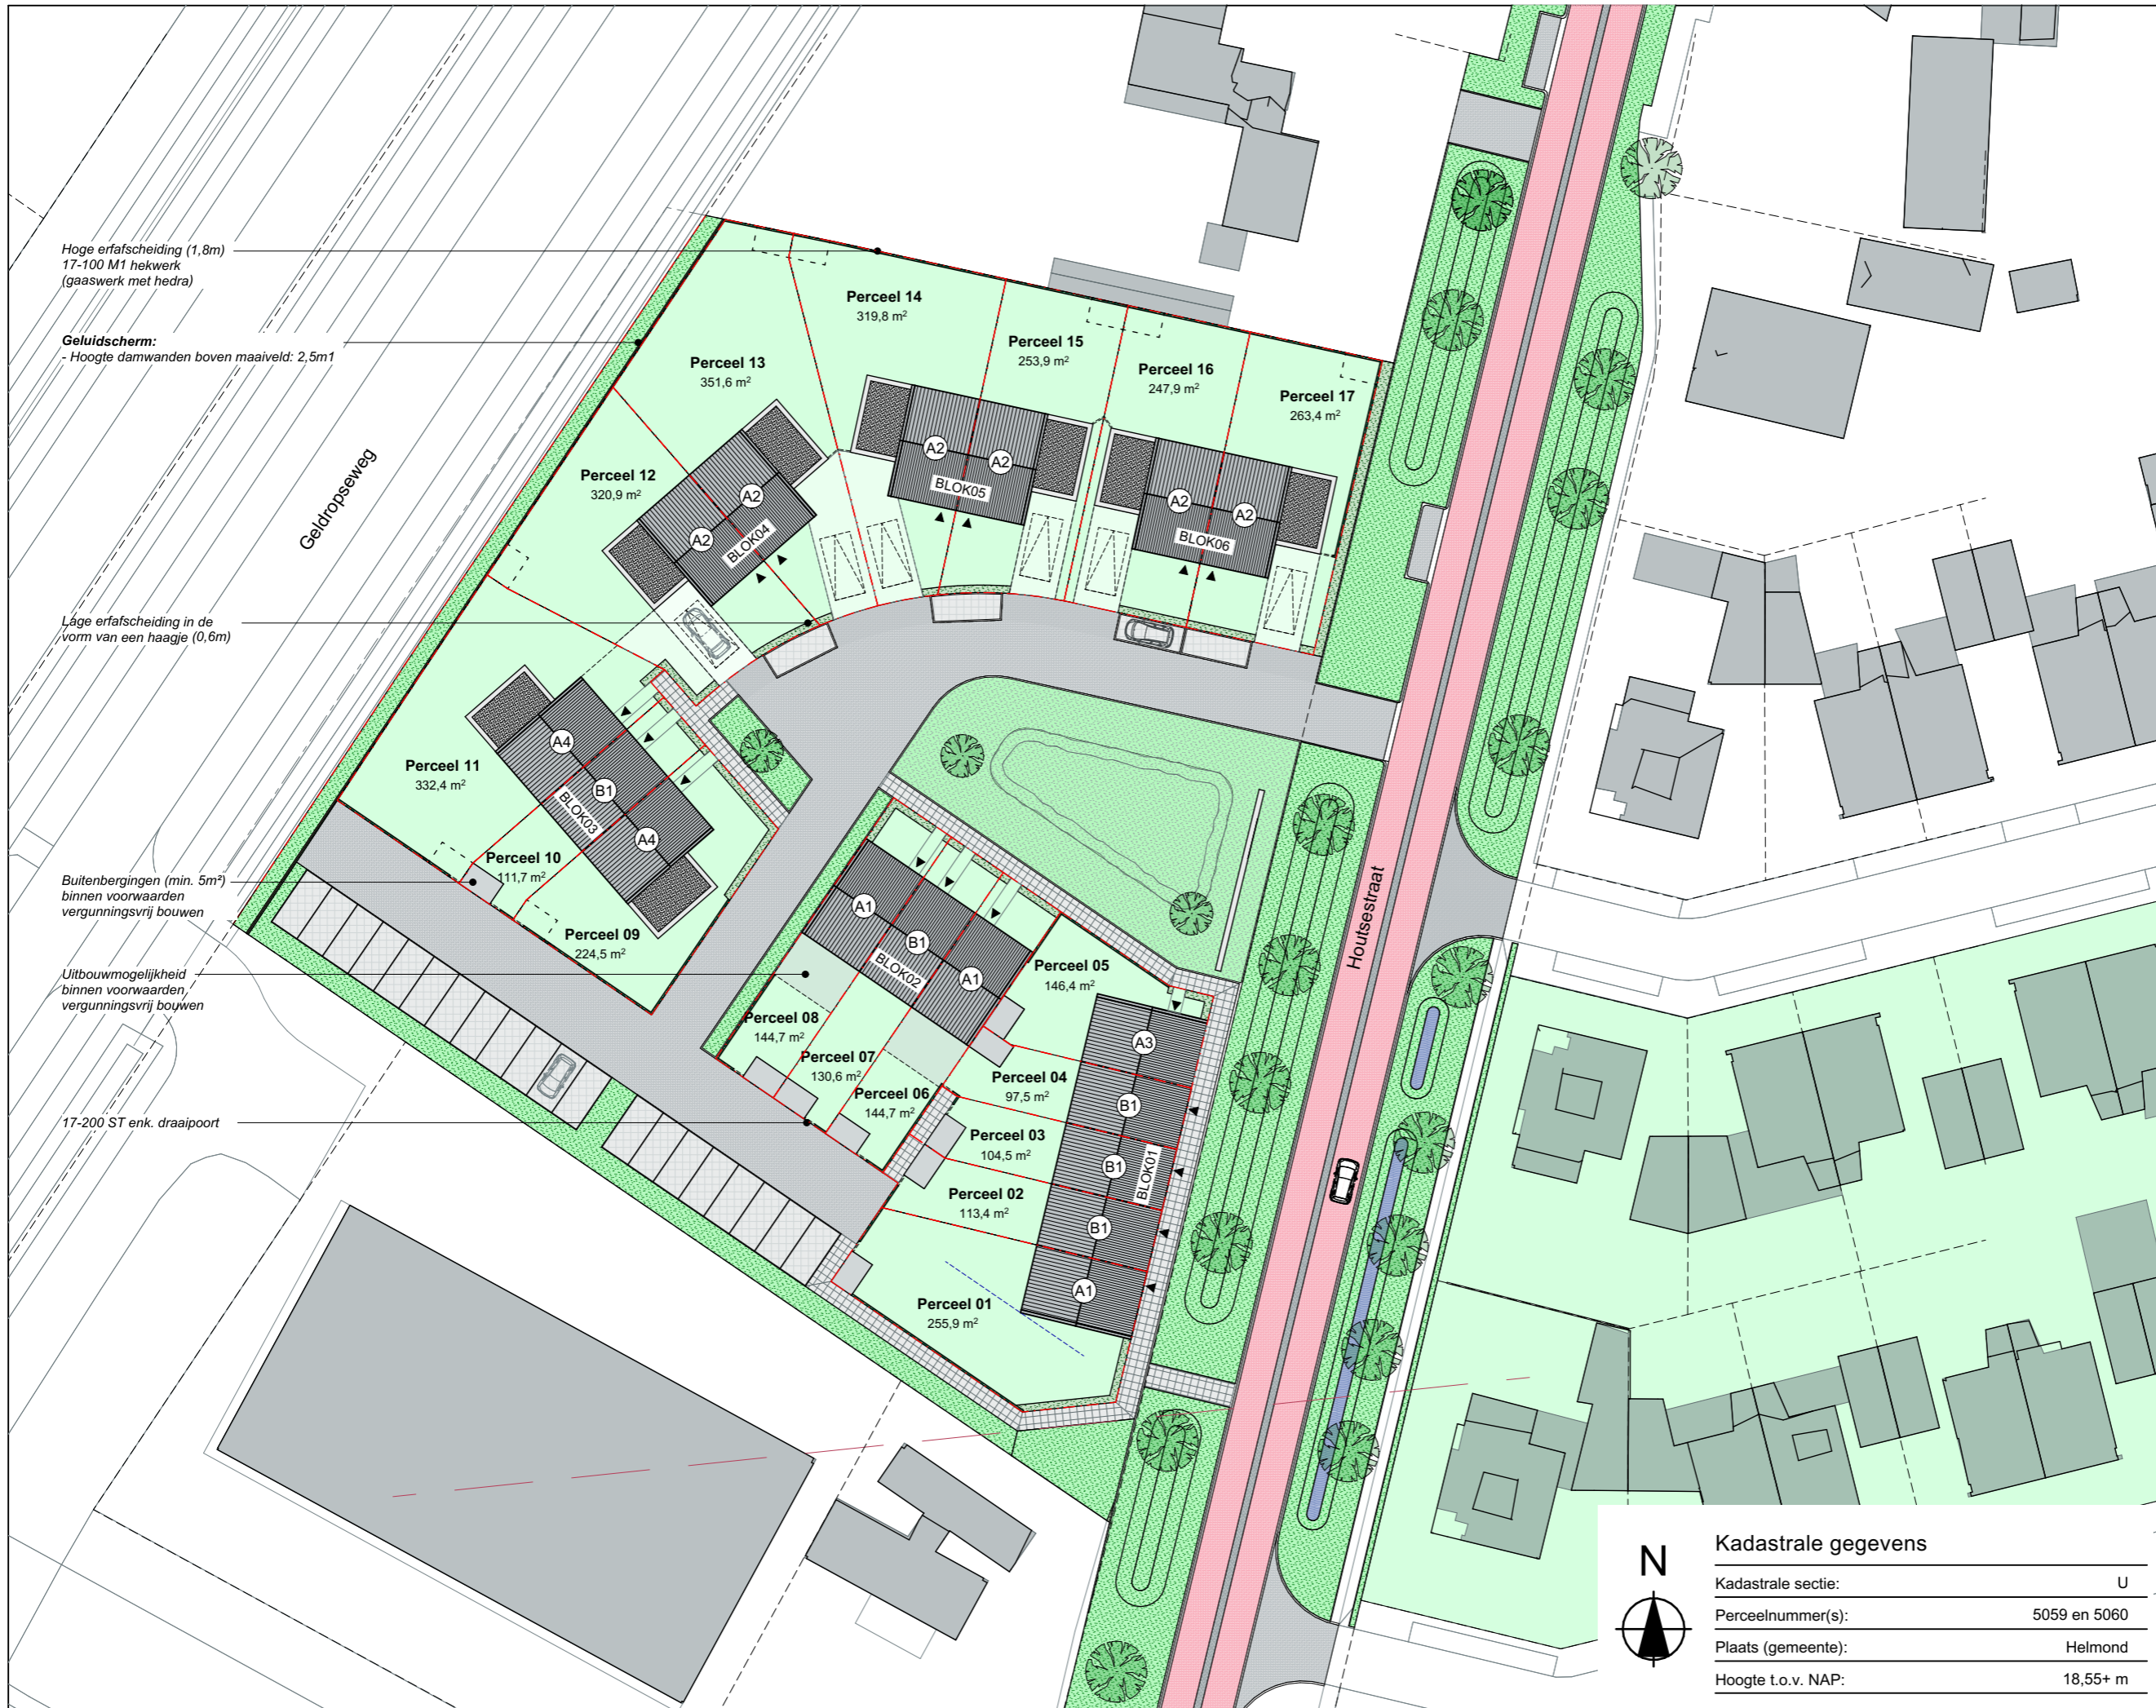 Hoge erfafscheiding (1,8m)
17-100 M1 hekwerk
(gaaswerk met hedra)
Geluidscherm:
- Hoogte damwanden boven maaiveld: 2,5m1
Geldropseweg
Lage erfafscheiding in de
vorm van een haagje (0,6m)
Buitenbergingen (min. 5m²)
binnen voorwaarden
vergunningsvrij bouwen
Uitbouwmogelijkheid
binnen voorwaarden
vergunningsvrij bouwen
17-200 ST enk. draaipoort
Perceel 14
319,8 m²
Perceel 13
351,6 m²
Perceel 15
253,9 m²
Perceel 16
247,9 m²
Perceel 17
263,4 m²
Perceel 12
320,9 m²
A2
A2
BLOK04
A2
A2
BLOK05
A2
A2
BLOK06
Perceel 11
332,4 m²
A4
B1
A4
BLOK03
Perceel 10
111,7 m²
Perceel 09
224,5 m²
A1
B1
A1
BLOK02
Perceel 08
144,7 m²
Perceel 07
130,6 m²
Perceel 06
144,7 m²
Perceel 05
146,4 m²
Perceel 04
97,5 m²
Perceel 03
104,5 m²
Perceel 02
113,4 m²
Perceel 01
255,9 m²
A3
B1
B1
B1
A1
BLOK01
Houtsestraat
N
Kadastrale gegevens
Kadastrale sectie: U
Perceelnummer(s): 5059 en 5060
Plaats (gemeente): Helmond
Hoogte t.o.v. NAP: 18,55+ m